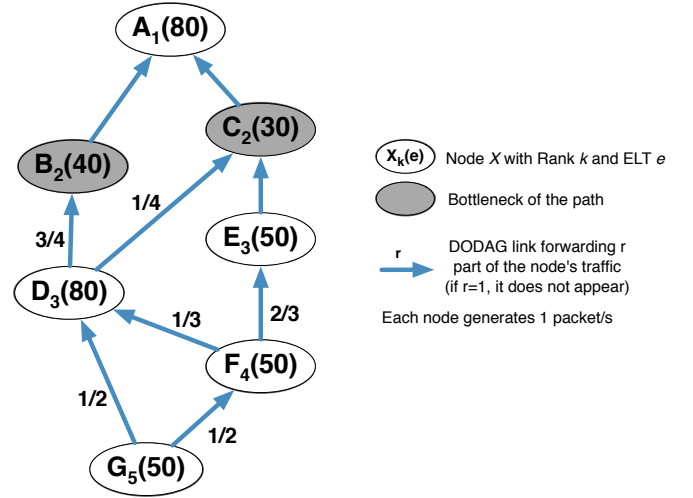 A₁(80)
C₂(30)
B₂(40)
1/4
3/4
E₃(50)
D₃(80)
1/3
2/3
F₄(50)
1/2
1/2
G₅(50)
Xₖ(e) Node X with Rank k and ELT e
Bottleneck of the path
r DODAG link forwarding r
part of the node's traffic
(if r=1, it does not appear)
Each node generates 1 packet/s